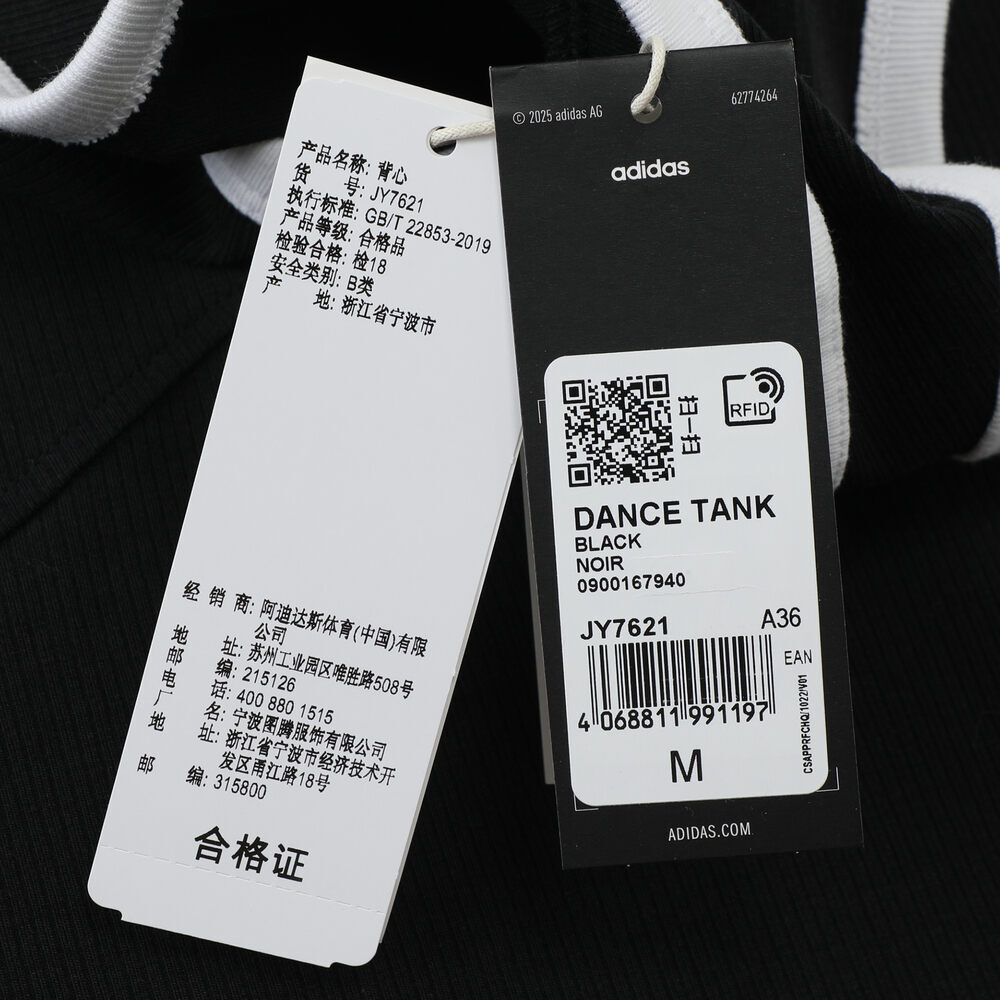 产品名称: 背心
货 号: JY7621
执行标准: GB/T 22853-2019
产品等级: 合格品
检验合格: 检18
安全类别: B类
产 地: 浙江省宁波市
经 销 商: 阿迪达斯体育(中国)有限
公司
地 址: 苏州工业园区唯胜路508号
邮 编: 215126
电 话: 400 880 1515
厂 名: 宁波图腾服饰有限公司
地 址: 浙江省宁波市经济技术开
发区甬江路18号
邮 编: 315800
合格证
© 2025 adidas AG
62774264
adidas
扫一扫
RFID
DANCE TANK
BLACK
NOIR
0900167940
JY7621
A36
EAN
4 068811 991197
CSAPPRFCHQ/1022/V01
M
ADIDAS.COM